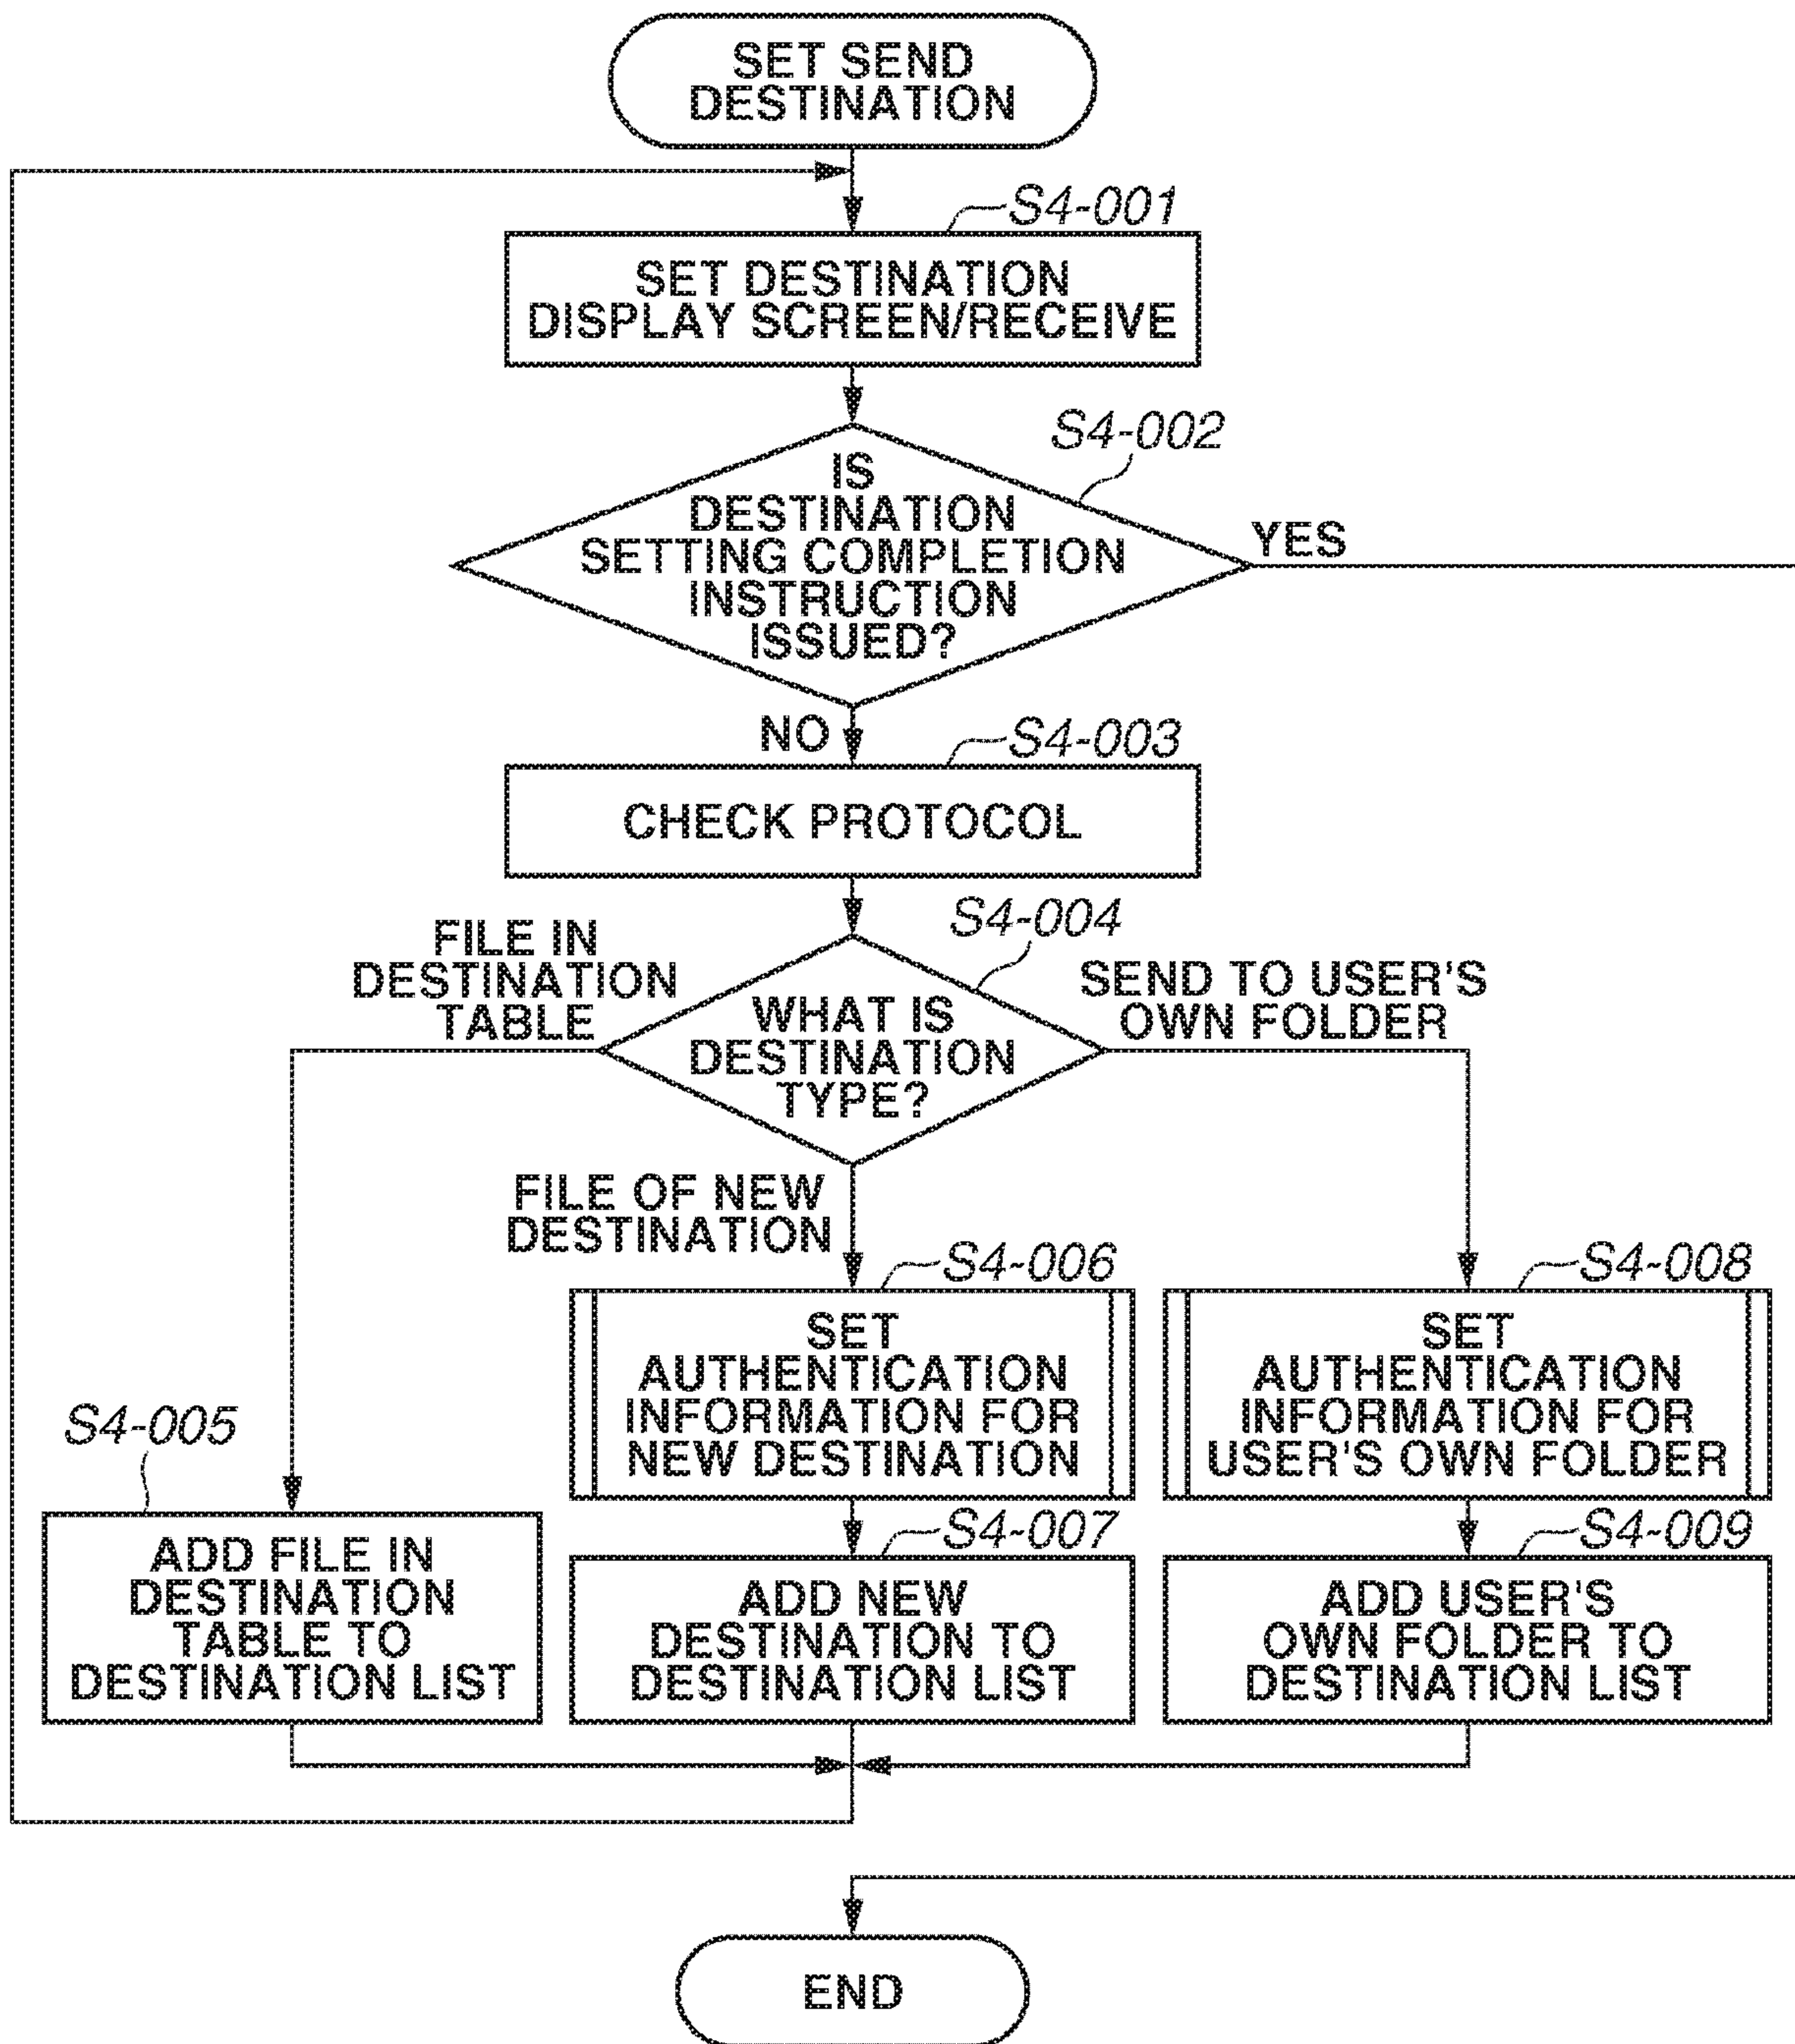 SET SEND
DESTINATION
S4-001
SET DESTINATION
DISPLAY SCREEN/RECEIVE
S4-002
IS
DESTINATION
SETTING COMPLETION
INSTRUCTION
ISSUED?
YES
NO
S4-003
CHECK PROTOCOL
S4-004
FILE IN
DESTINATION
TABLE
WHAT IS
DESTINATION
TYPE?
SEND TO USER'S
OWN FOLDER
FILE OF NEW
DESTINATION
S4-006
SET
AUTHENTICATION
INFORMATION FOR
NEW DESTINATION
S4-008
SET
AUTHENTICATION
INFORMATION FOR
USER'S OWN FOLDER
S4-005
ADD FILE IN
DESTINATION
TABLE TO
DESTINATION LIST
S4-007
ADD NEW
DESTINATION TO
DESTINATION LIST
S4-009
ADD USER'S
OWN FOLDER TO
DESTINATION LIST
END